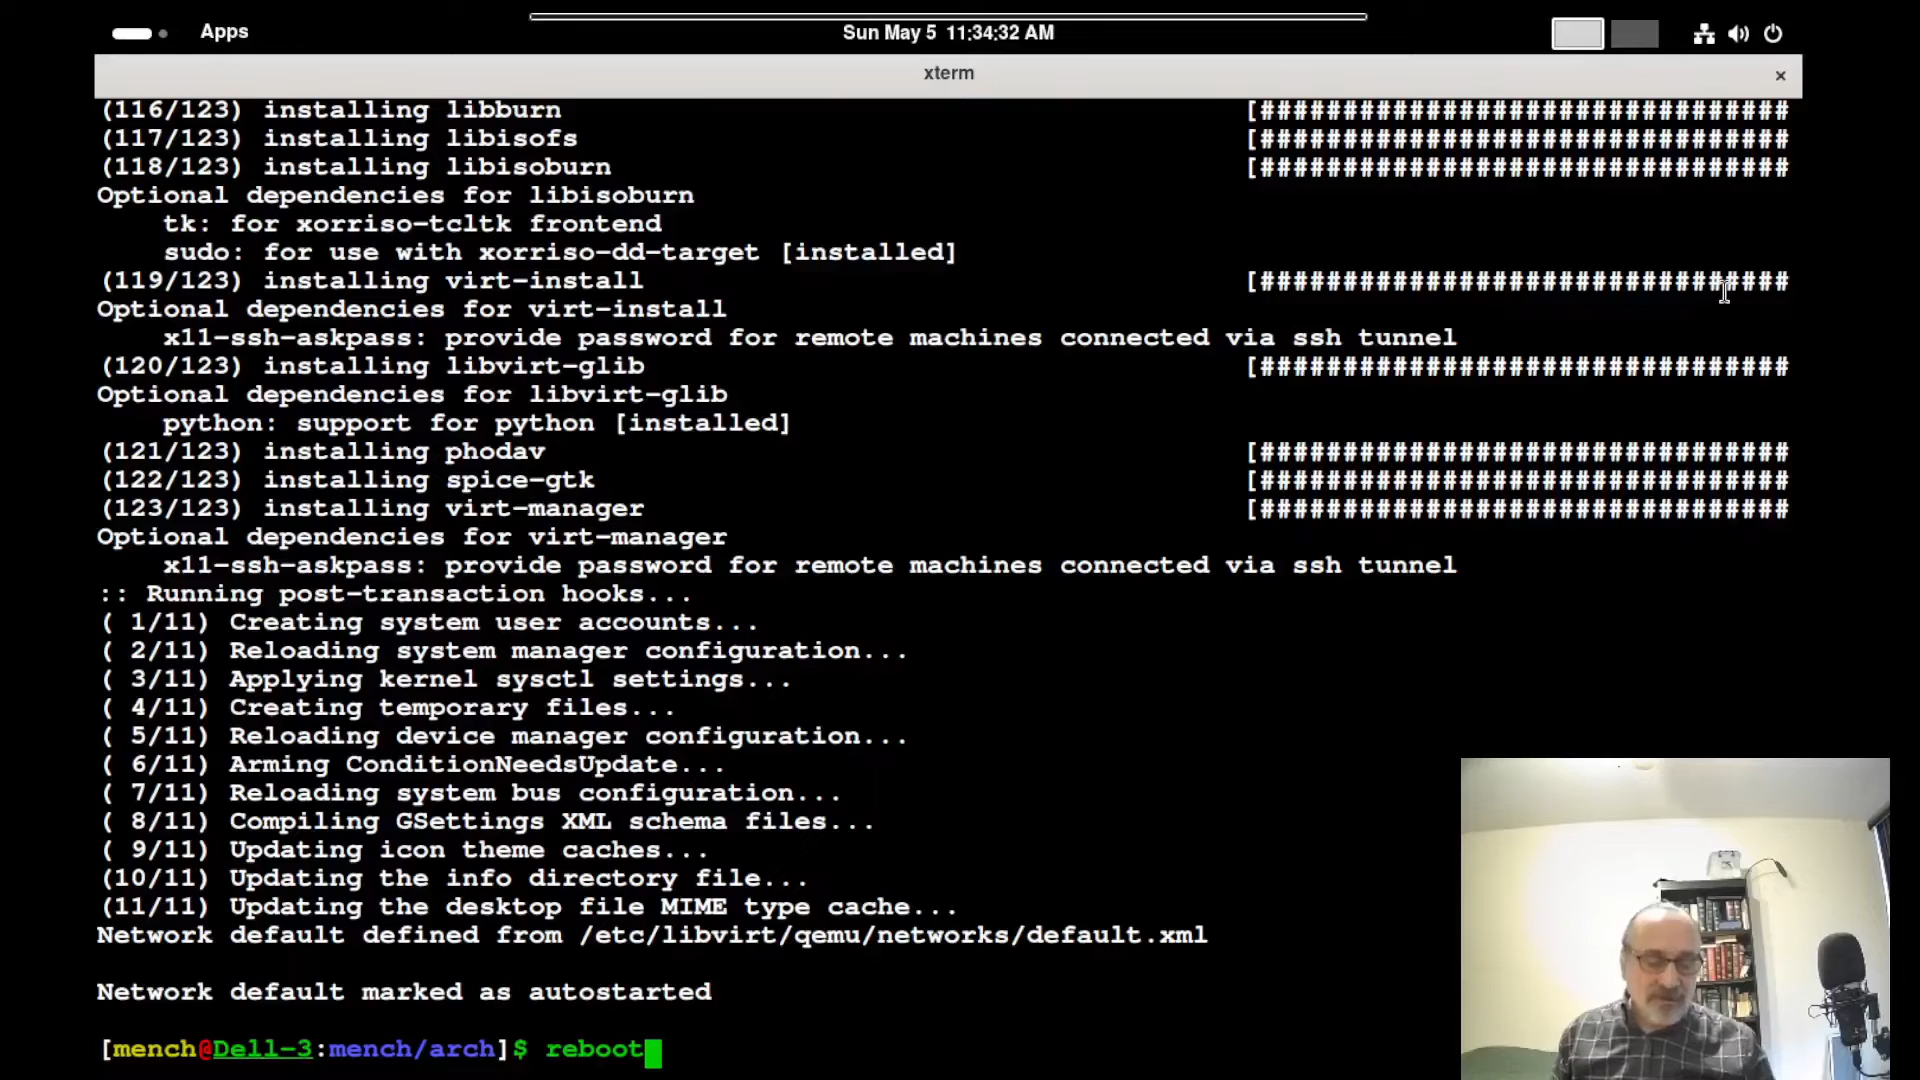 Apps
Sun May 5 11:34:32 AM
xterm
×
(116/123) installing libburn [################################
(117/123) installing libisofs [################################
(118/123) installing libisoburn [################################
Optional dependencies for libisoburn
tk: for xorriso-tcltk frontend
sudo: for use with xorriso-dd-target [installed]
(119/123) installing virt-install [################################
Optional dependencies for virt-install
x11-ssh-askpass: provide password for remote machines connected via ssh tunnel
(120/123) installing libvirt-glib [################################
Optional dependencies for libvirt-glib
python: support for python [installed]
(121/123) installing phodav [################################
(122/123) installing spice-gtk [################################
(123/123) installing virt-manager [################################
Optional dependencies for virt-manager
x11-ssh-askpass: provide password for remote machines connected via ssh tunnel
:: Running post-transaction hooks...
( 1/11) Creating system user accounts...
( 2/11) Reloading system manager configuration...
( 3/11) Applying kernel sysctl settings...
( 4/11) Creating temporary files...
( 5/11) Reloading device manager configuration...
( 6/11) Arming ConditionNeedsUpdate...
( 7/11) Reloading system bus configuration...
( 8/11) Compiling GSettings XML schema files...
( 9/11) Updating icon theme caches...
(10/11) Updating the info directory file...
(11/11) Updating the desktop file MIME type cache...
Network default defined from /etc/libvirt/qemu/networks/default.xml
Network default marked as autostarted
[mench@Dell-3:mench/arch]$ reboot